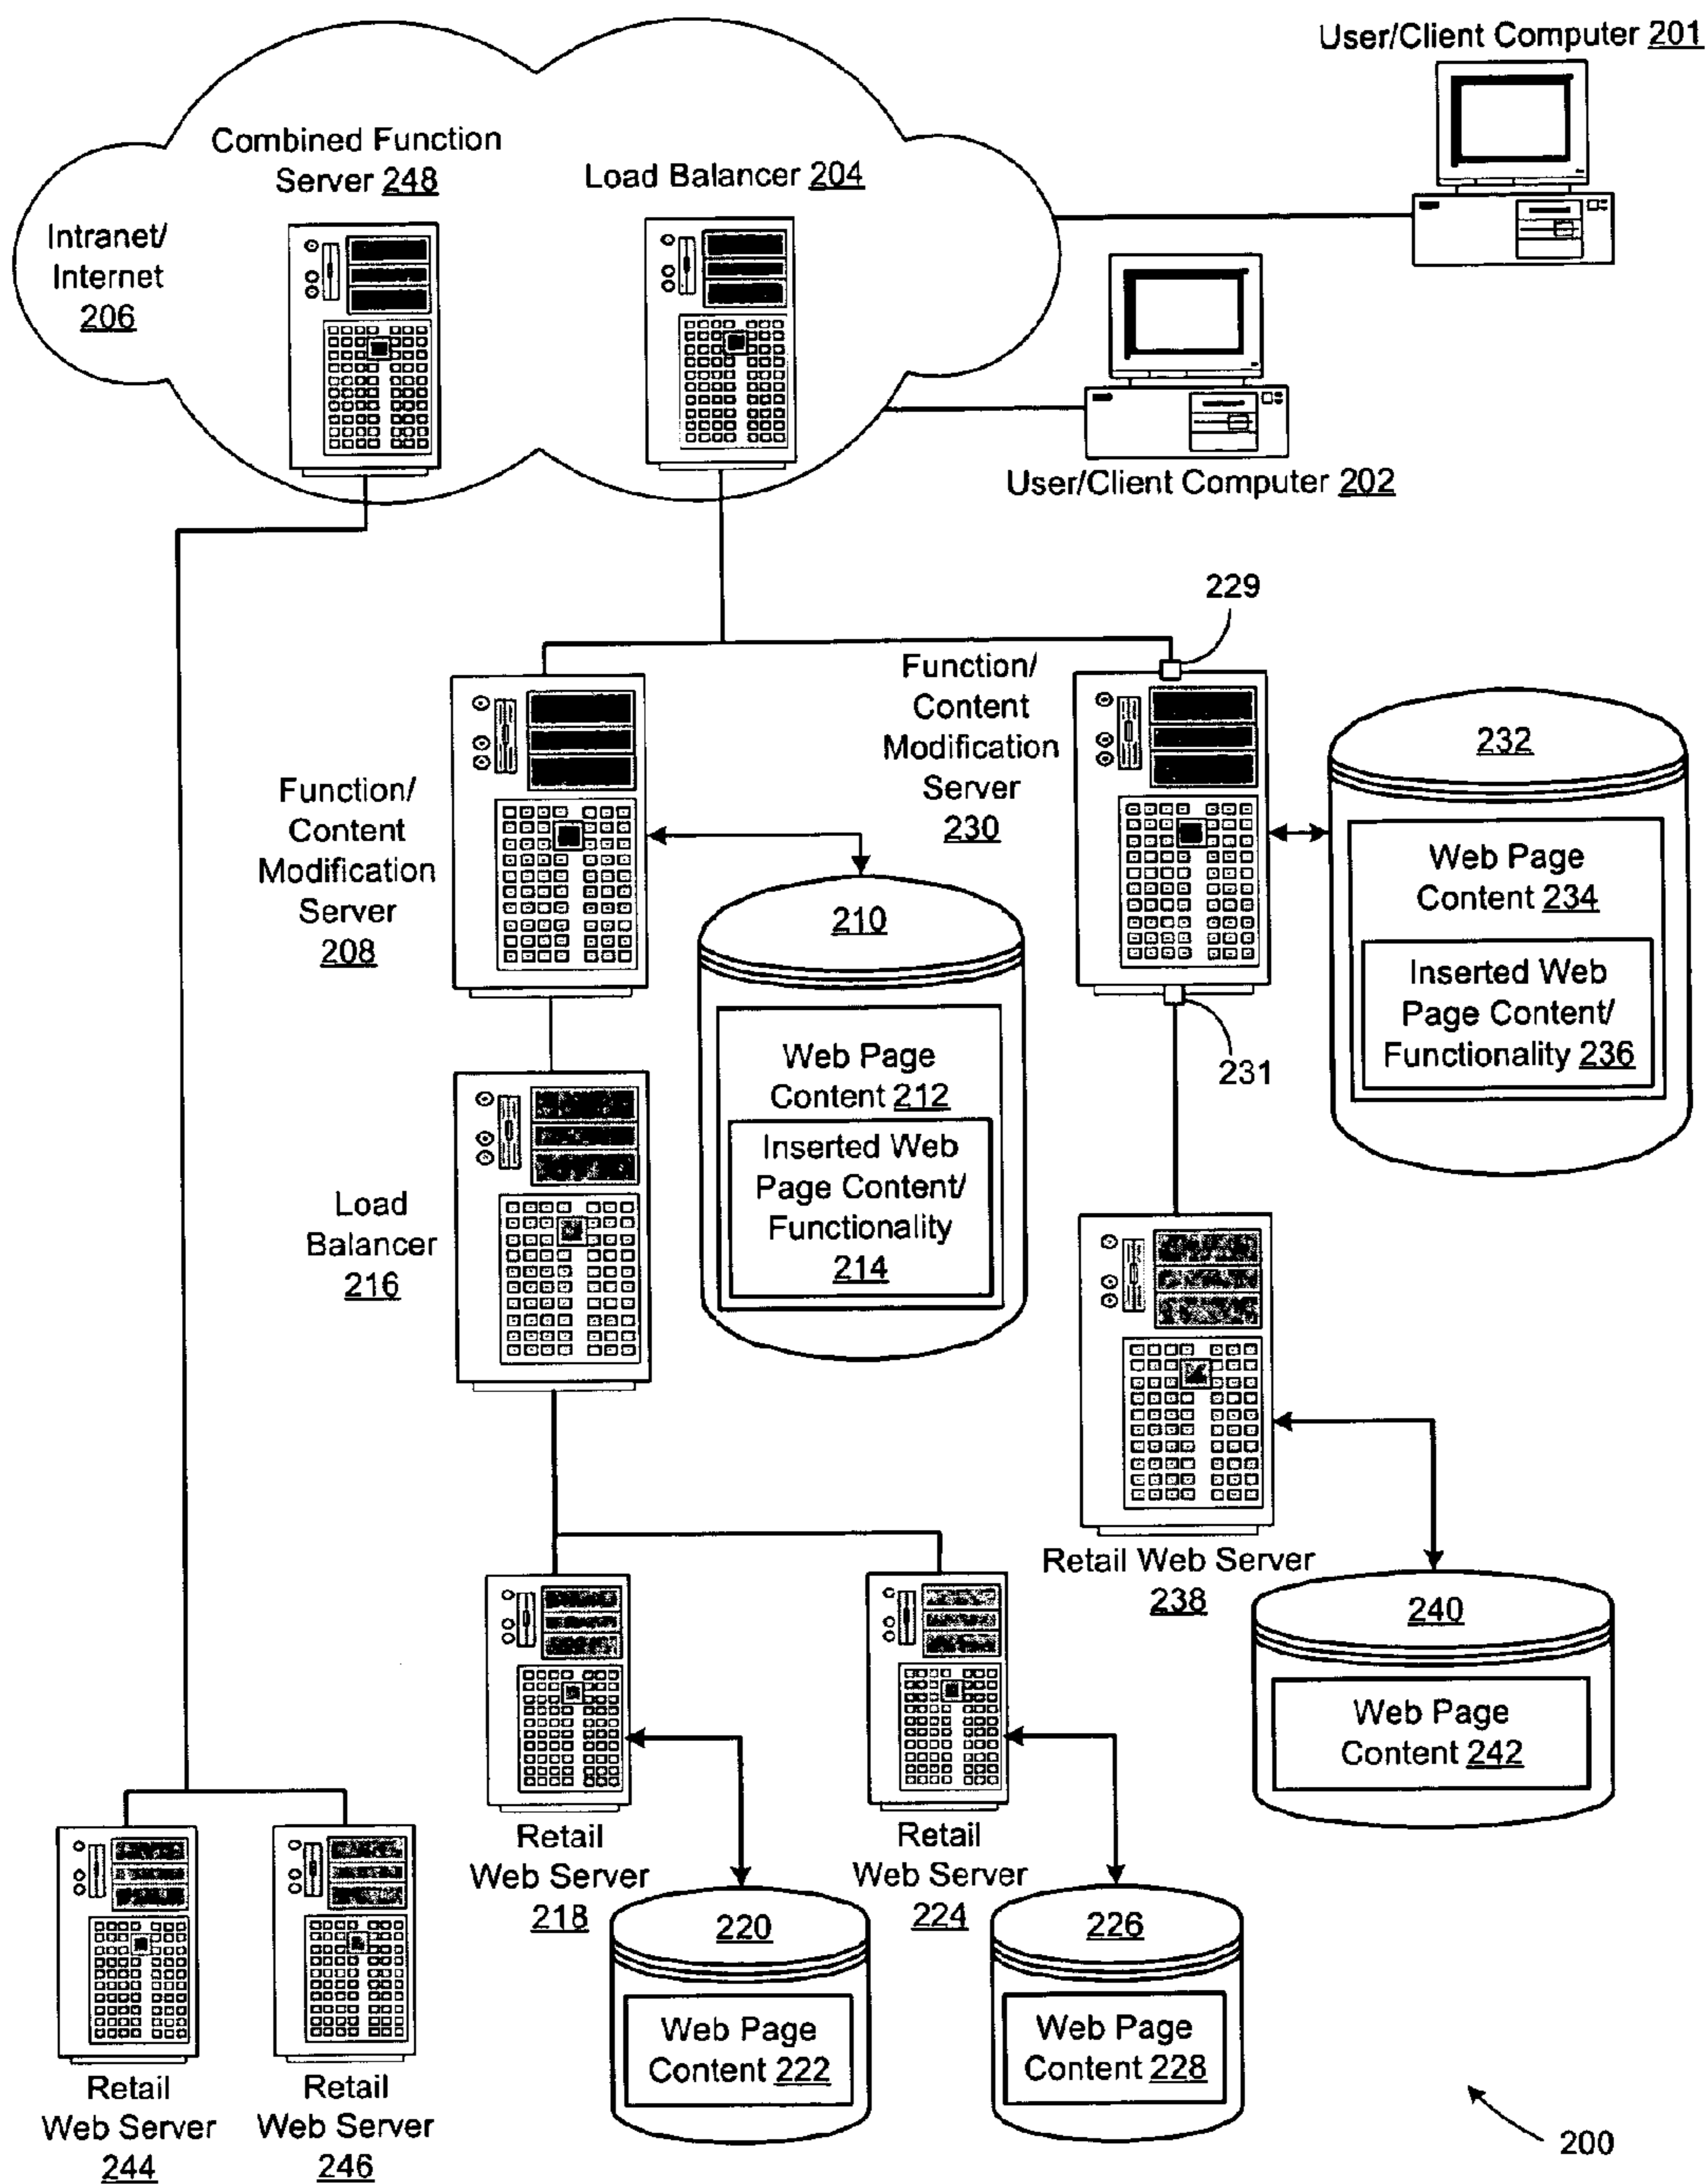 User/Client Computer 201
Combined Function
Server 248
Load Balancer 204
Intranet/
Internet
206
User/Client Computer 202
229
Function/
Content
Modification
Server
230
232
Web Page
Content 234
Inserted Web
Page Content/
Functionality 236
Function/
Content
Modification
Server
208
210
Web Page
Content 212
Inserted Web
Page Content/
Functionality
214
231
Load
Balancer
216
Retail Web Server
238
240
Web Page
Content 242
Retail
Web Server
218
220
Web Page
Content 222
Retail
Web Server
224
226
Web Page
Content 228
Retail
Web Server
244
Retail
Web Server
246
200